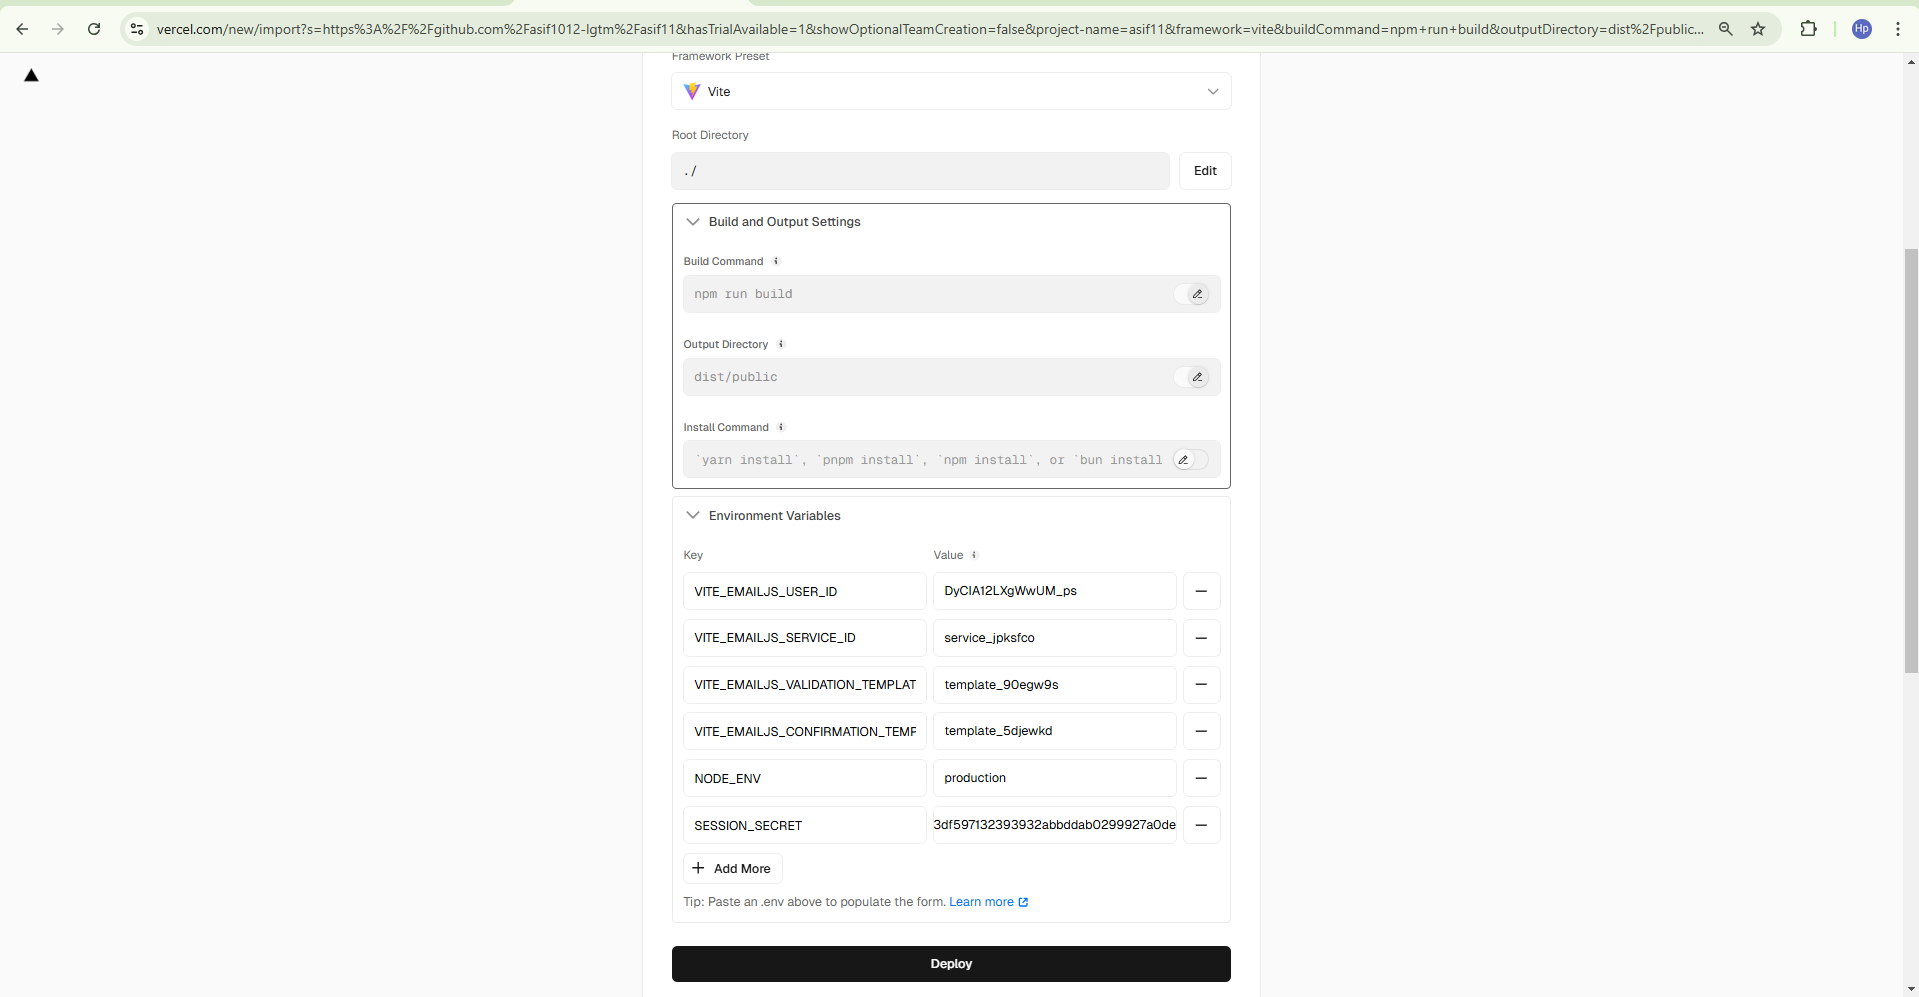 vercel.com/new/import?s=https%3A%2F%2Fgithub.com%2Fasif1012-lgtm%2Fasif11&hasTrialAvailable=1&showOptionalTeamCreation=false&project-name=asif11&framework=vite&buildCommand=npm+run+build&outputDirectory=dist%2Fpublic...
Hp
Framework Preset
Vite
Root Directory
./
Edit
Build and Output Settings
Build Command
npm run build
Output Directory
dist/public
Install Command
`yarn install`, `pnpm install`, `npm install`, or `bun install
Environment Variables
Key Value
VITE_EMAILJS_USER_ID DyCIA12LXgWwUM_ps
VITE_EMAILJS_SERVICE_ID service_jpksfco
VITE_EMAILJS_VALIDATION_TEMPLAT template_90egw9s
VITE_EMAILJS_CONFIRMATION_TEMP template_5djewkd
NODE_ENV production
SESSION_SECRET 3df597132393932abbddab0299927a0de
+ Add More
Tip: Paste an .env above to populate the form. Learn more
Deploy